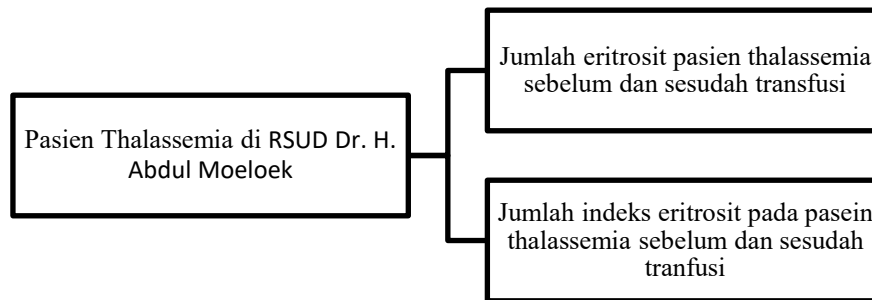 Pasien Thalassemia di RSUD Dr. H.
Abdul Moeloek
Jumlah eritrosit pasien thalassemia
sebelum dan sesudah transfusi
Jumlah indeks eritrosit pada pasein
thalassemia sebelum dan sesudah
tranfusi